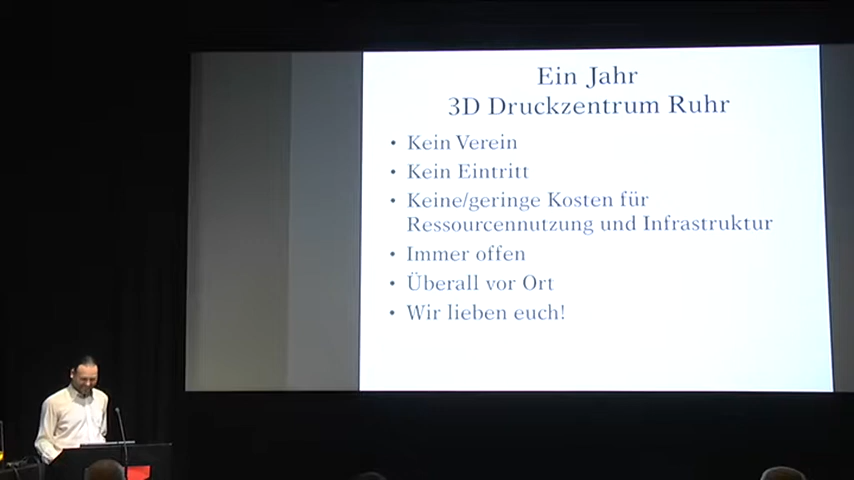 Ein Jahr
3D Druckzentrum Ruhr
• Kein Verein
• Kein Eintritt
• Keine/geringe Kosten für
Ressourcennutzung und Infrastruktur
• Immer offen
• Überall vor Ort
• Wir lieben euch!